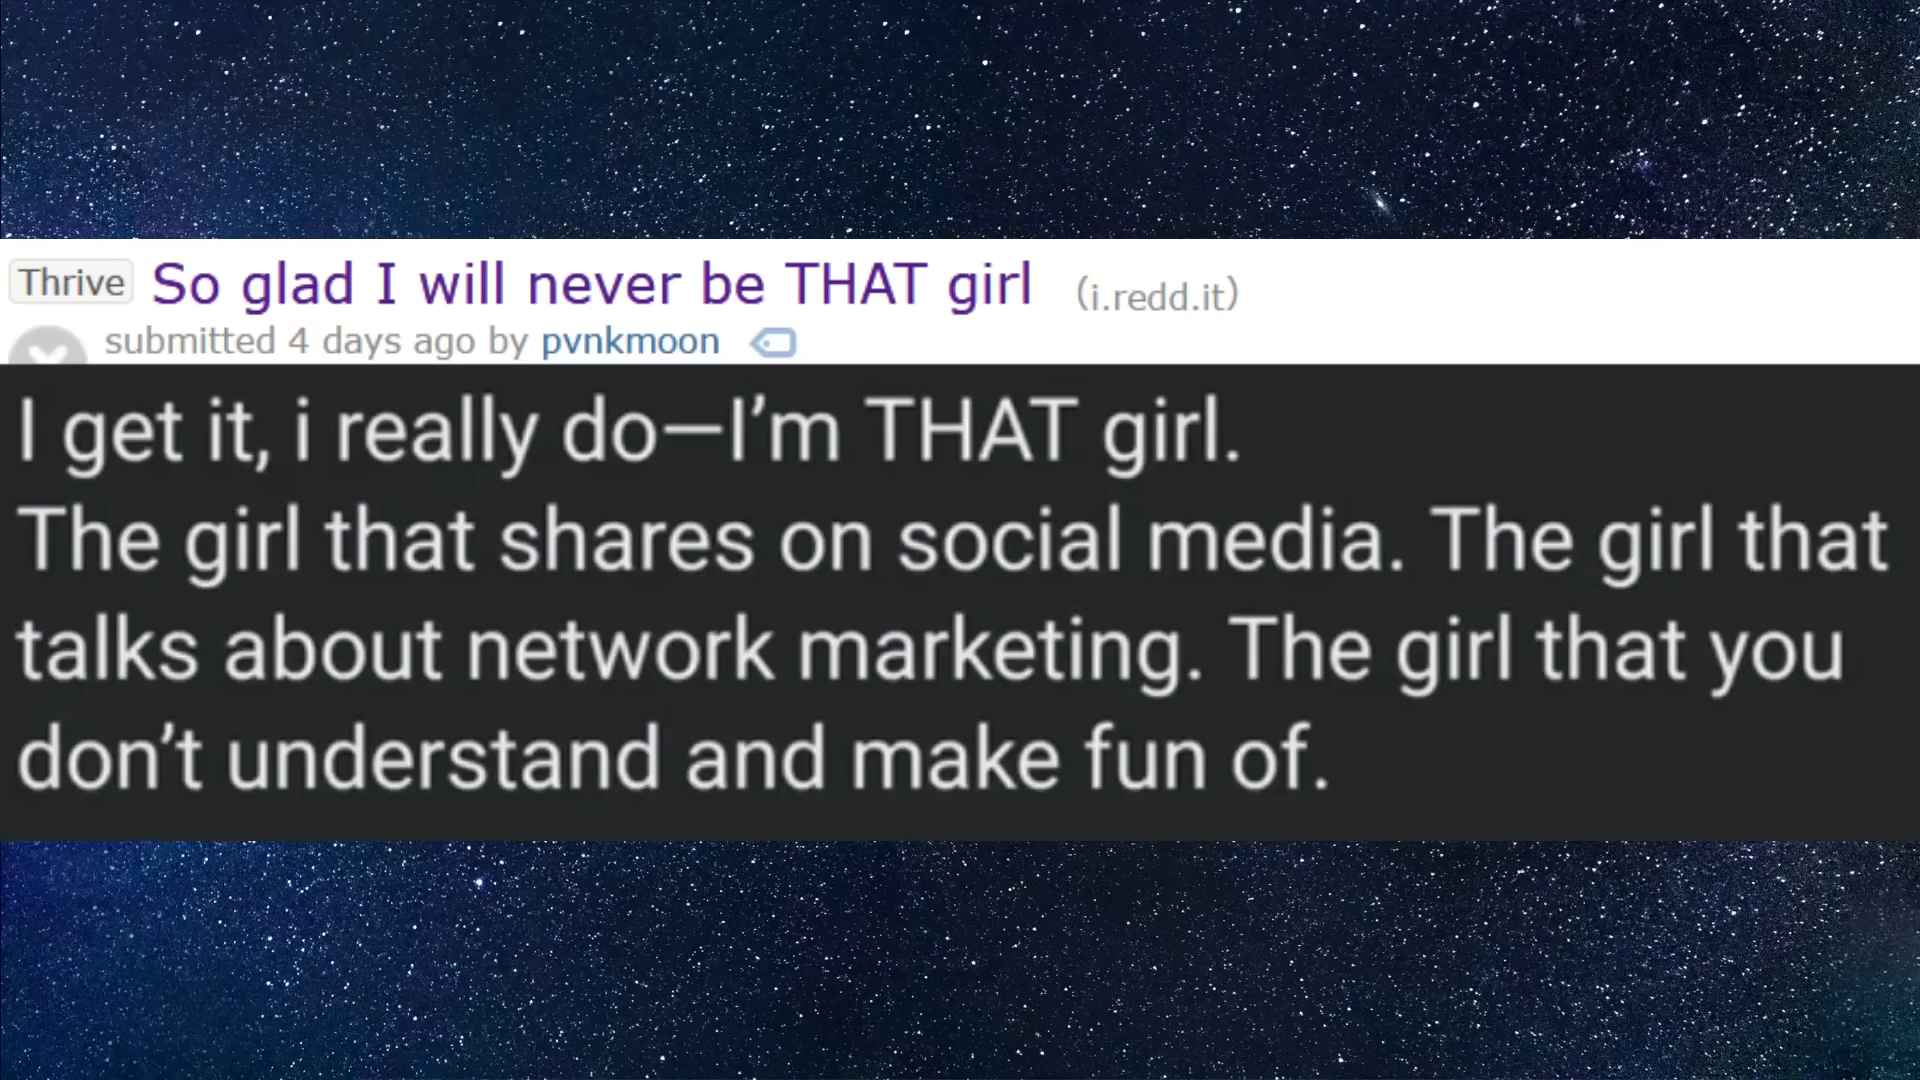 Thrive So glad I will never be THAT girl (i.redd.it)
submitted 4 days ago by pvnkmoon
I get it, i really do—I’m THAT girl.
The girl that shares on social media. The girl that
talks about network marketing. The girl that you
don’t understand and make fun of.